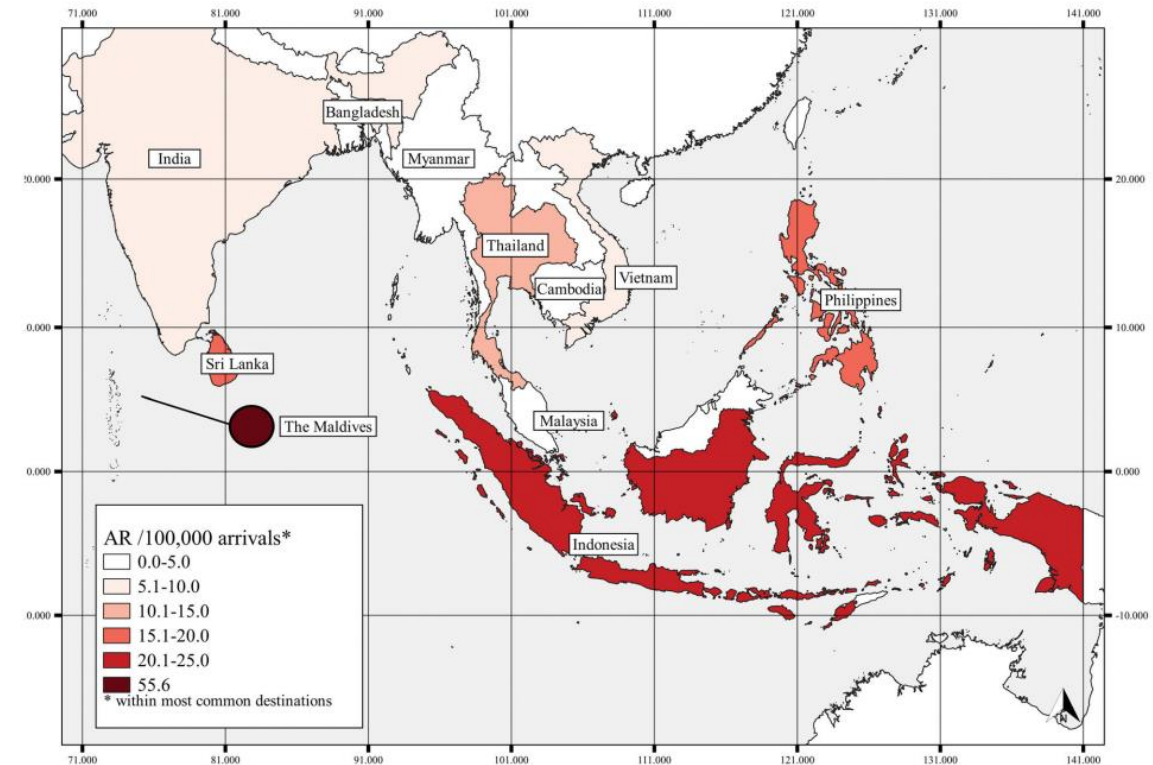 71.000 81.000 91.000 101.000 111.000 121.000 131.000 141.000
Bangladesh
India
Myanmar
20.000
Thailand
Vietnam
Cambodia
Philippines
0.000 10.000
Sri Lanka
The Maldives
Malaysia
0.000 0.000
AR /100,000 arrivals*
0.0-5.0
5.1-10.0
10.1-15.0
15.1-20.0
20.1-25.0
55.6
* within most common destinations
Indonesia
0.000 -10.000
N
71.000 81.000 91.000 101.000 111.000 121.000 131.000 141.000